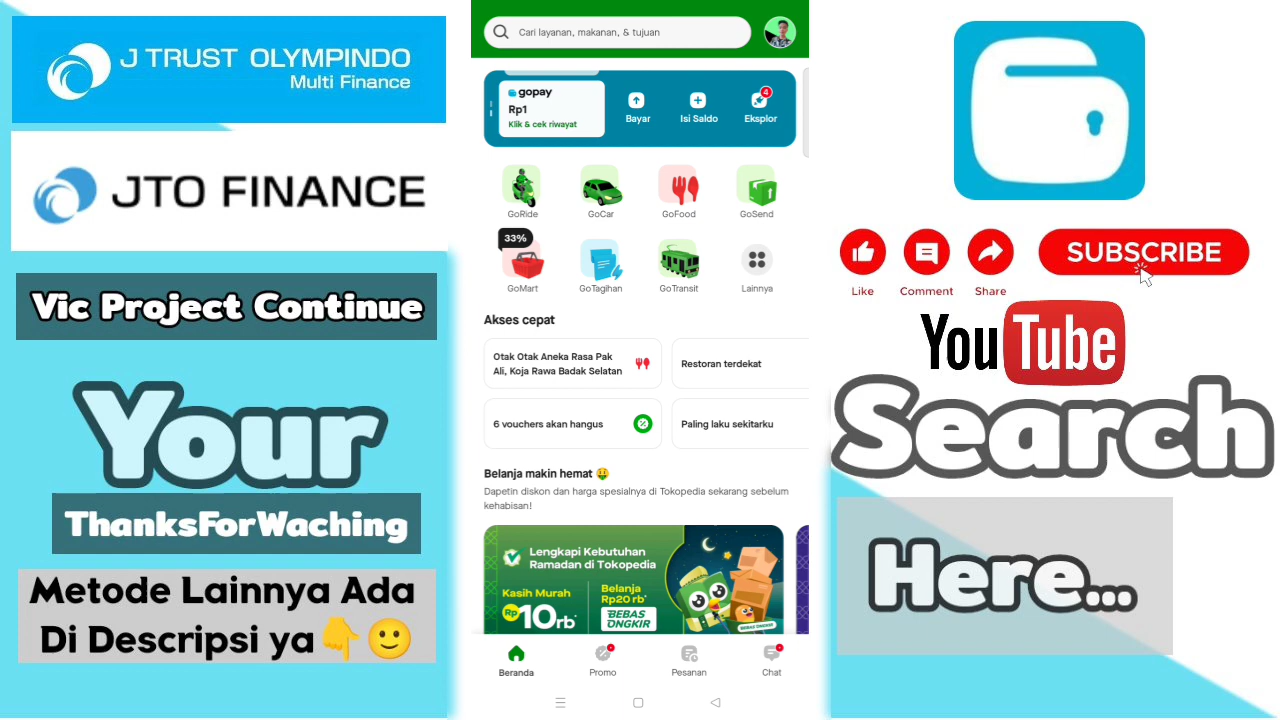 J TRUST OLYMPINDO
Multi Finance
JTO FINANCE
Vic Project Continue
Your
ThanksForWaching
Metode Lainnya Ada
Di Descripsi ya👇🙂
Cari layanan, makanan, & tujuan
gopay
Rp1
Klik & cek riwayat
Bayar
Isi Saldo
4
Eksplor
GoRide
GoCar
GoFood
1
GoSend
33%
GoMart
GoTagihan
GoTransit
Lainnya
Akses cepat
Otak Otak Aneka Rasa Pak
Ali, Koja Rawa Badak Selatan
Restoran terdekat
6 vouchers akan hangus
Paling laku sekitarku
Belanja makin hemat 🤑
Dapetin diskon dan harga spesialnya di Tokopedia sekarang sebelum
kehabisan!
Lengkapi Kebutuhan
Ramadan di Tokopedia
Kasih Murah
Rp 10rb*
Belanja
Rp20 rb*
BEBAS
ONGKIR
BEBAS ONGKIR
Beranda
Promo
Pesanan
Chat
Like
Comment
Share
SUBSCRIBE
YouTube
Search
Here...